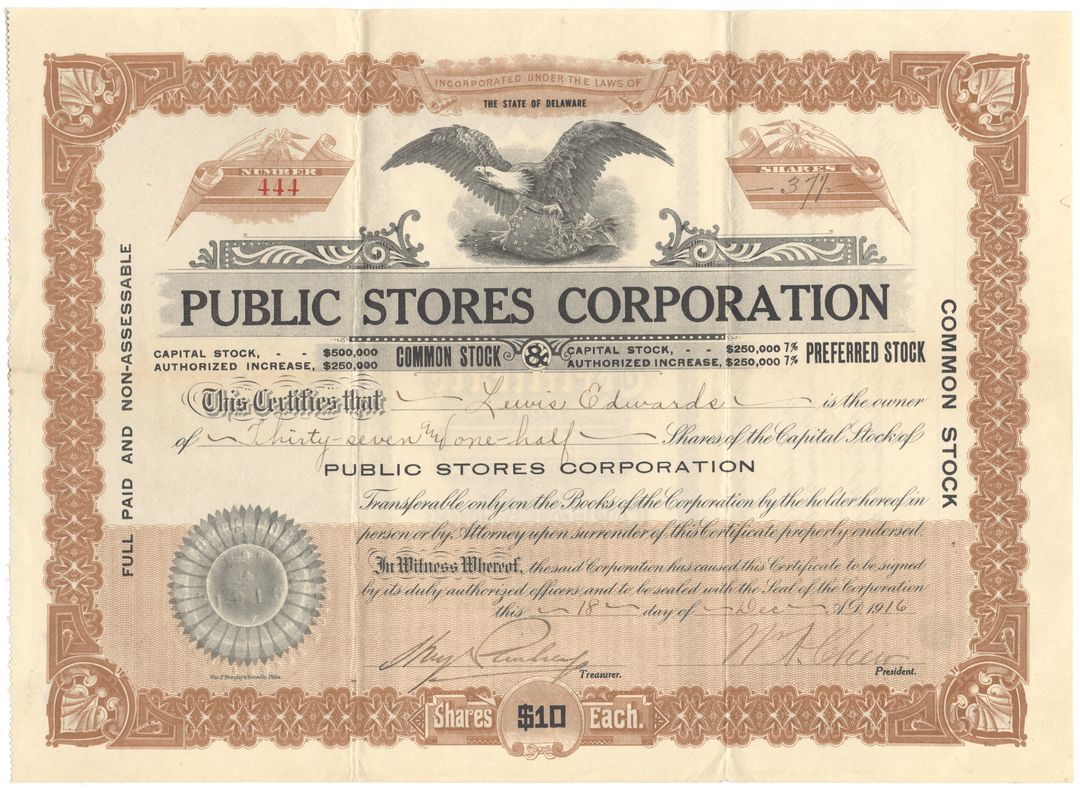 INCORPORATED UNDER THE LAWS OF
THE STATE OF DELAWARE
NUMBER
444
SHARES
37½
PUBLIC STORES CORPORATION
CAPITAL STOCK, - - $500,000
AUTHORIZED INCREASE, $250,000
COMMON STOCK
&
CAPITAL STOCK, - - $250,000 7%
AUTHORIZED INCREASE, $250,000 7%
PREFERRED STOCK
This Certifies that Lewis Edwards is the owner
of Thirty-seven and one-half Shares of the Capital Stock of
PUBLIC STORES CORPORATION
Transferable only on the Books of the Corporation by the holder hereof in
person or by Attorney upon surrender of this Certificate properly endorsed.
In Witness Whereof, the said Corporation has caused this Certificate to be signed
by its duly authorized officers and to be sealed with the Seal of the Corporation
this 18 day of Dec A.D. 1916
Treasurer.
President.
Wm. F. Murphy's Sons Co. Phila.
Shares $10 Each.
FULL PAID AND NON-ASSESSABLE
COMMON STOCK